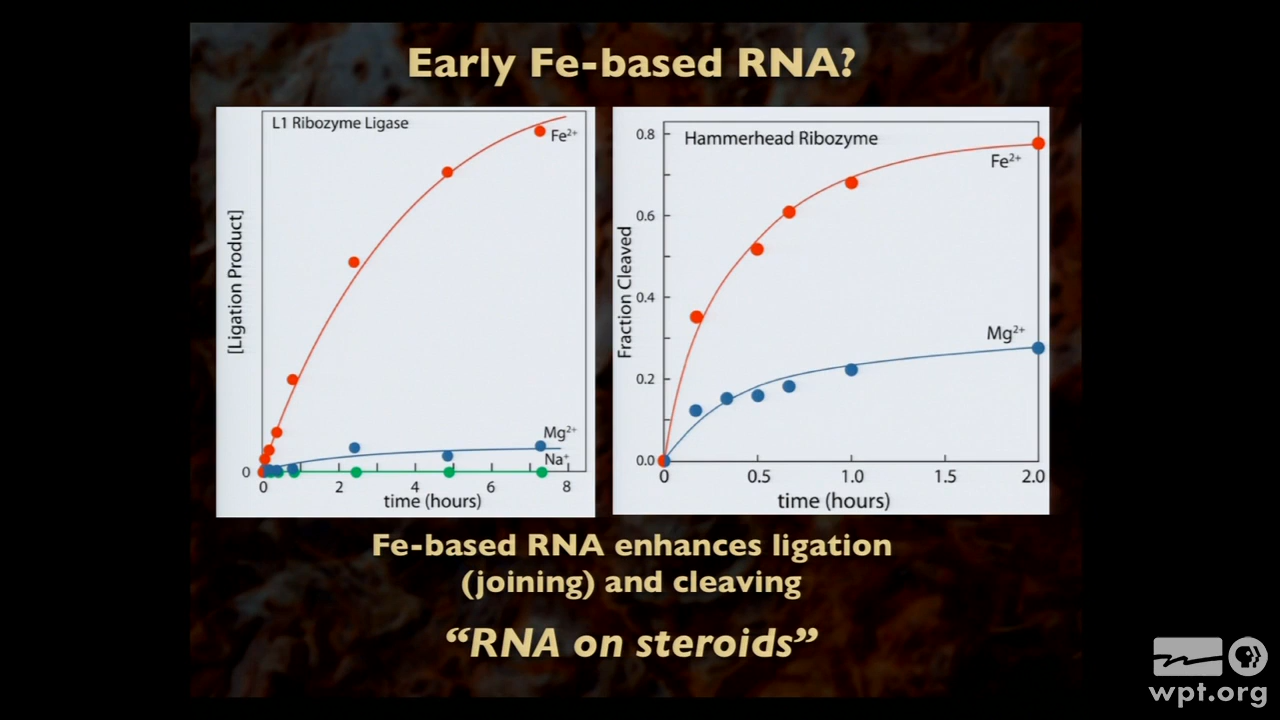 Early Fe-based RNA?
L1 Ribozyme Ligase
Fe²⁺
Mg²⁺
Na⁺
[Ligation Product]
0
0 2 4 6 8
time (hours)
Hammerhead Ribozyme
Fe²⁺
Mg²⁺
Fraction Cleaved
0.8
0.6
0.4
0.2
0.0
0 0.5 1.0 1.5 2.0
time (hours)
Fe-based RNA enhances ligation
(joining) and cleaving
“RNA on steroids”
wpt.org